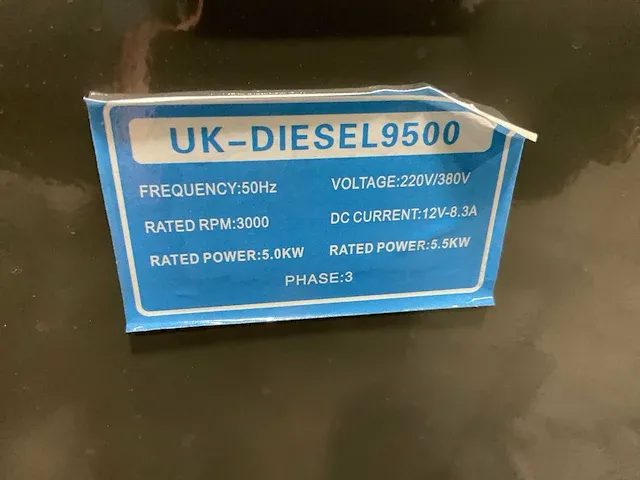 UK-DIESEL9500
FREQUENCY:50Hz
VOLTAGE:220V/380V
RATED RPM:3000
DC CURRENT:12V-8.3A
RATED POWER:5.0KW
RATED POWER:5.5KW
PHASE:3